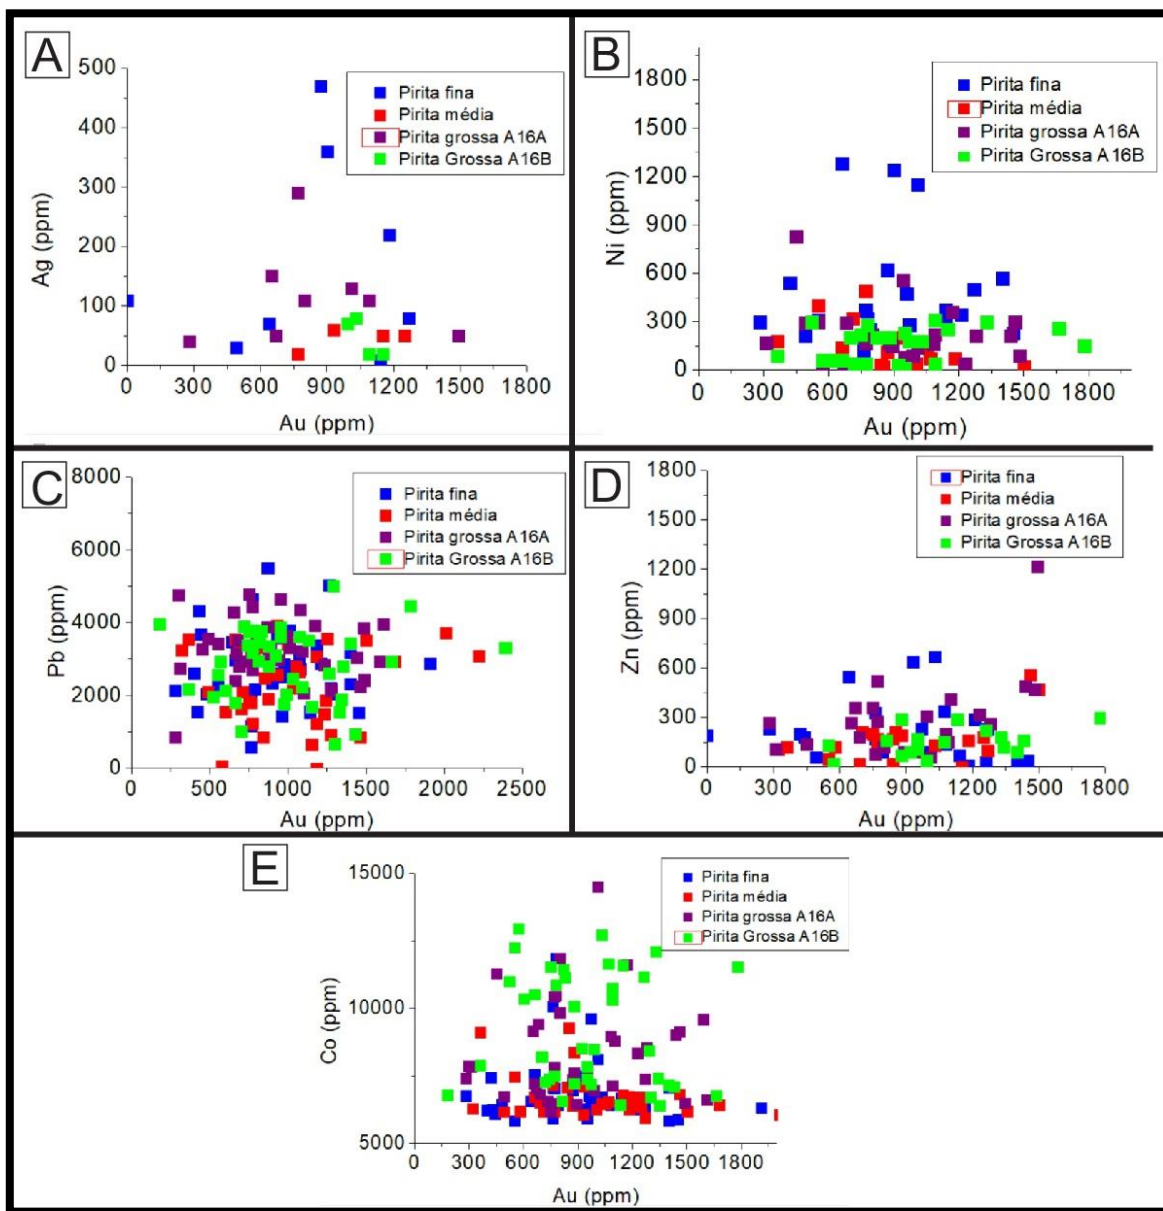 A
500
400
300
200
100
0
Ag (ppm)
0 300 600 900 1200 1500 1800
Au (ppm)
Pirita fina
Pirita média
Pirita grossa A16A
Pirita Grossa A16B
B
1800
1500
1200
900
600
300
0
Ni (ppm)
0 300 600 900 1200 1500 1800
Au (ppm)
Pirita fina
Pirita média
Pirita grossa A16A
Pirita Grossa A16B
C
8000
6000
4000
2000
0
Pb (ppm)
0 500 1000 1500 2000 2500
Au (ppm)
Pirita fina
Pirita média
Pirita grossa A16A
Pirita Grossa A16B
D
1800
1500
1200
900
600
300
0
Zn (ppm)
0 300 600 900 1200 1500 1800
Au (ppm)
Pirita fina
Pirita média
Pirita grossa A16A
Pirita Grossa A16B
E
15000
10000
5000
Co (ppm)
0 300 600 900 1200 1500 1800
Au (ppm)
Pirita fina
Pirita média
Pirita grossa A16A
Pirita Grossa A16B